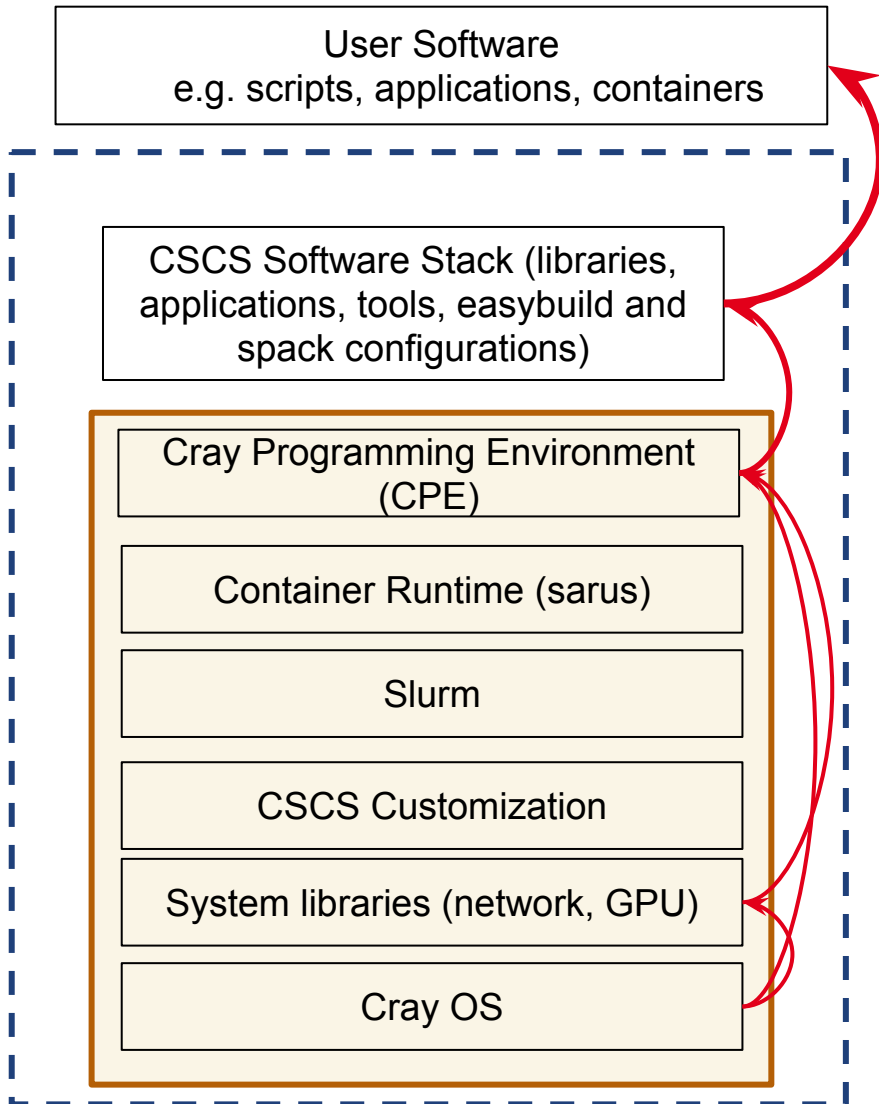 User Software
e.g. scripts, applications, containers
CSCS Software Stack (libraries,
applications, tools, easybuild and
spack configurations)
Cray Programming Environment
(CPE)
Container Runtime (sarus)
Slurm
CSCS Customization
System libraries (network, GPU)
Cray OS